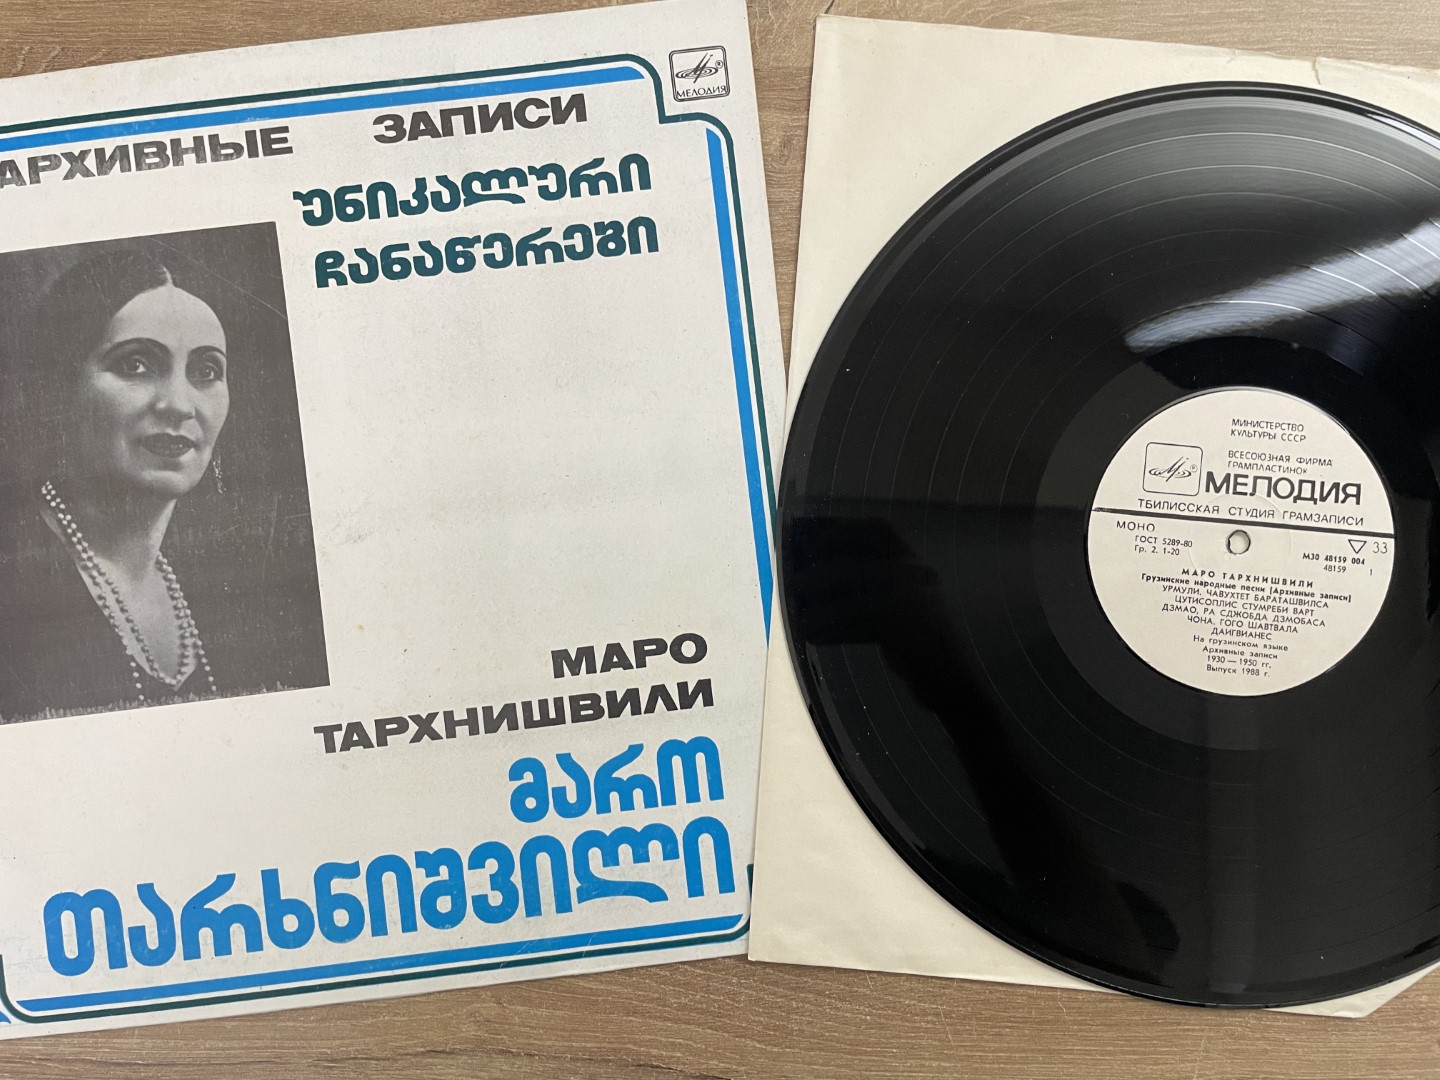 АРХИВНЫЕ ЗАПИСИ
МЕЛОДИЯ
უნიკალური
ჩანაწერები
МАРО
ТАРХНИШВИЛИ
მარო
თარხნიშვილი
МИНИСТЕРСТВО
КУЛЬТУРЫ СССР
ВСЕСОЮЗНАЯ ФИРМА
ГРАМПЛАСТИНОК
МЕЛОДИЯ
ТБИЛИССКАЯ СТУДИЯ ГРАМЗАПИСИ
МОНО
ГОСТ 5289-80
Гр. 2. 1-20
33
М30 48159 004
48159 1
МАРО ТАРХНИШВИЛИ
Грузинские народные песни (Архивные записи)
УРМУЛИ, ЧАВУХТЕТ БАРАТАШВИЛСА
ЦУТИСОПЛИС СТУМРЕБИ ВАРТ
ДЗМАО, РА СДЖОБДА ДЗМОБАСА
ЧОНА, ГОГО ШАВТВАЛА
ДАИГВИАНЕС
На грузинском языке
Архивные записи
1930 — 1950 гг.
Выпуск 1988 г.